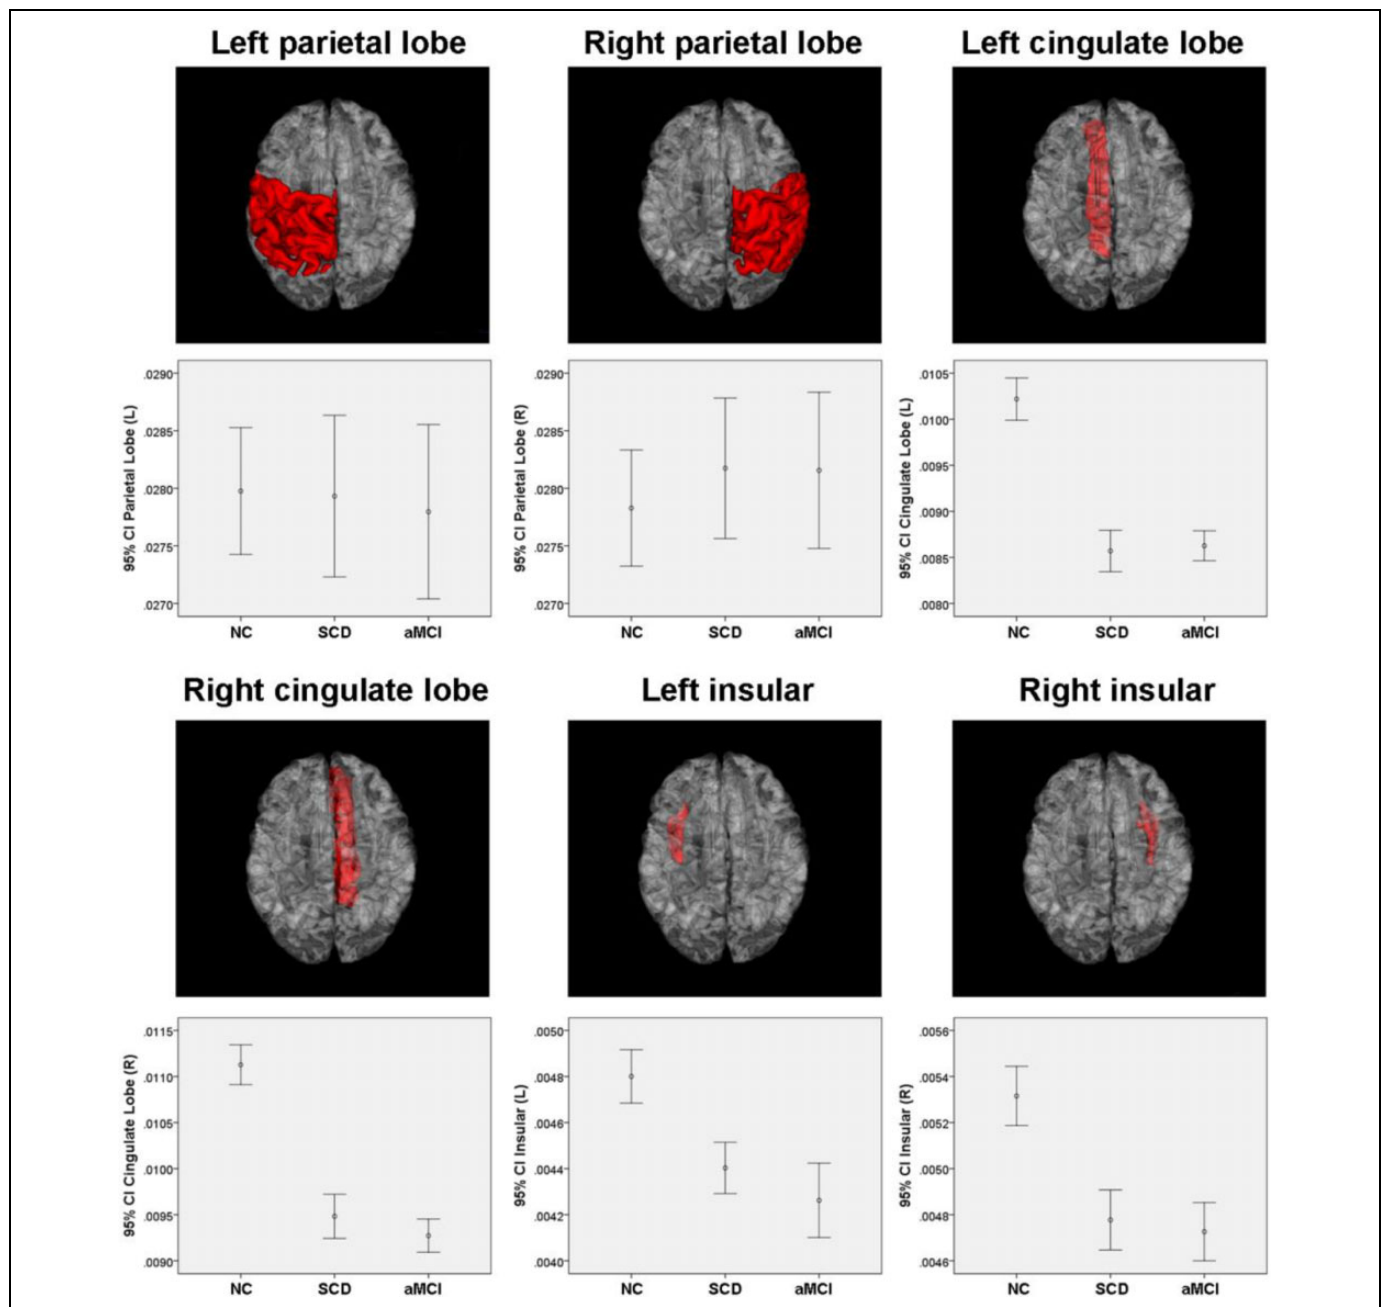 Left parietal lobe
Right parietal lobe
Left cingulate lobe
95% CI Parietal Lobe (L)
.0290
.0285
.0280
.0275
.0270
NC SCD aMCI
95% CI Parietal Lobe (R)
.0290
.0285
.0280
.0275
.0270
NC SCD aMCI
95% CI Cingulate Lobe (L)
.0105
.0100
.0095
.0090
.0085
.0080
NC SCD aMCI
Right cingulate lobe
Left insular
Right insular
95% CI Cingulate Lobe (R)
.0115
.0110
.0105
.0100
.0095
.0090
NC SCD aMCI
95% CI Insular (L)
.0050
.0048
.0046
.0044
.0042
.0040
NC SCD aMCI
95% CI Insular (R)
.0056
.0054
.0052
.0050
.0048
.0046
NC SCD aMCI